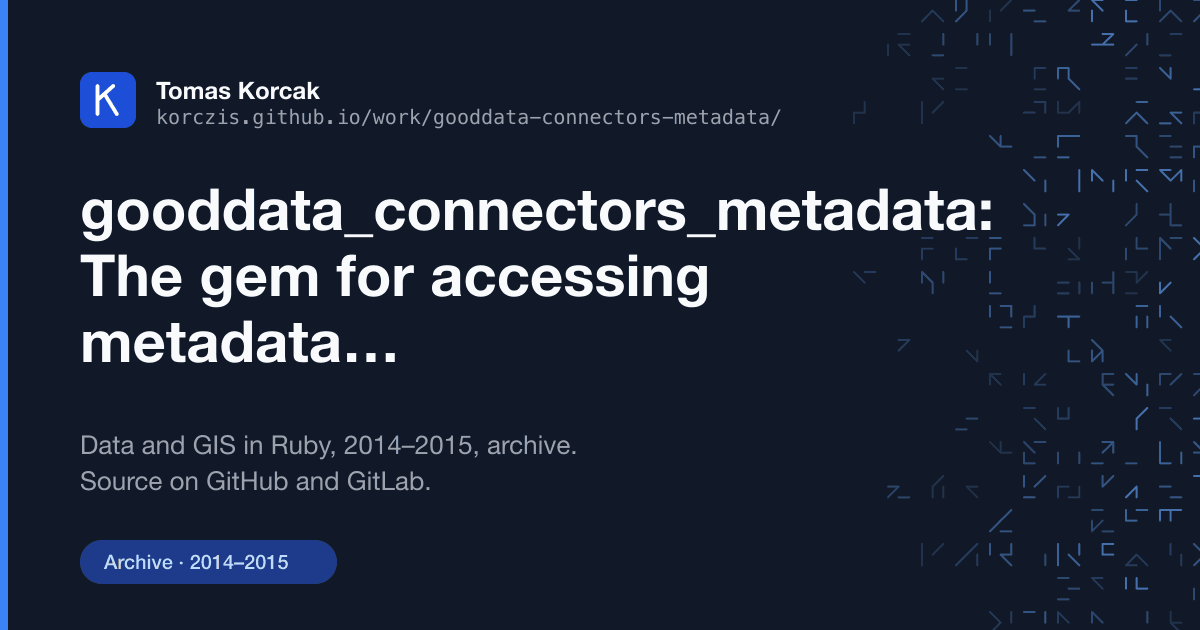 K
Tomas Korcak
korczis.github.io/work/gooddata-connectors-metadata/
gooddata_connectors_metadata:
The gem for accessing
metadata…
Data and GIS in Ruby, 2014–2015, archive.
Source on GitHub and GitLab.
Archive · 2014–2015